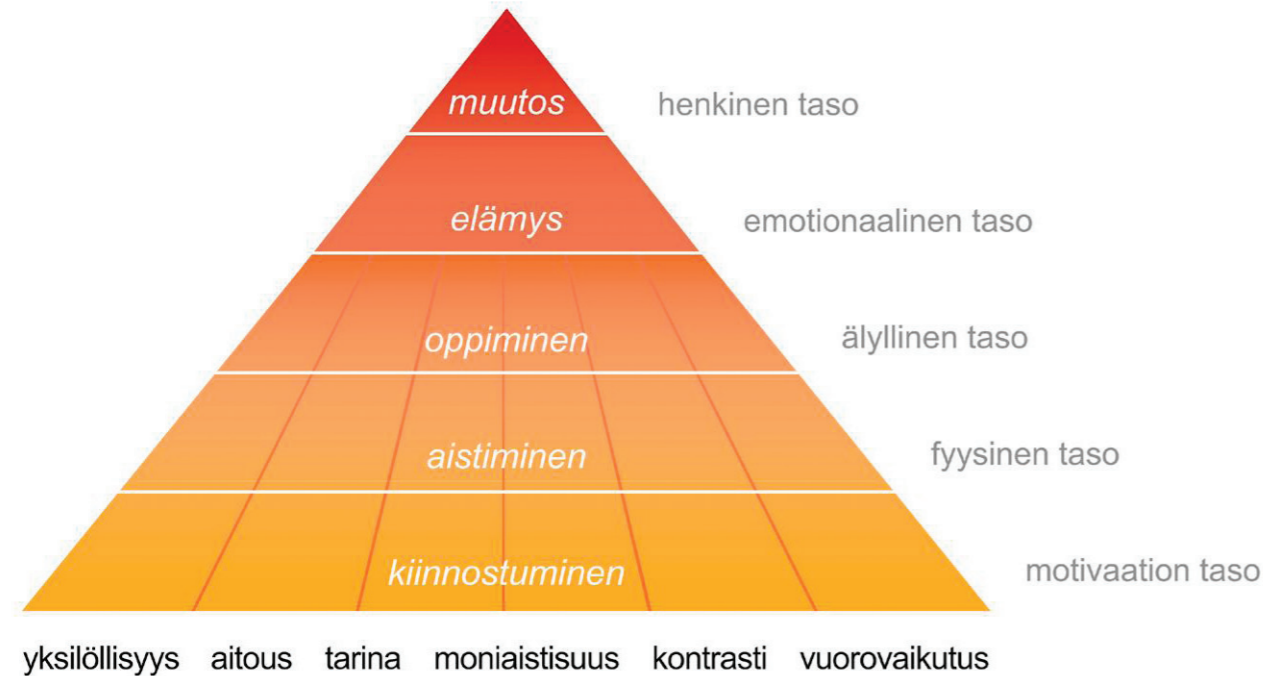 muutos henkinen taso
elämys emotionaalinen taso
oppiminen älyllinen taso
aistiminen fyysinen taso
kiinnostuminen motivaation taso
yksilöllisyys aitous tarina moniaistisuus kontrasti vuorovaikutus